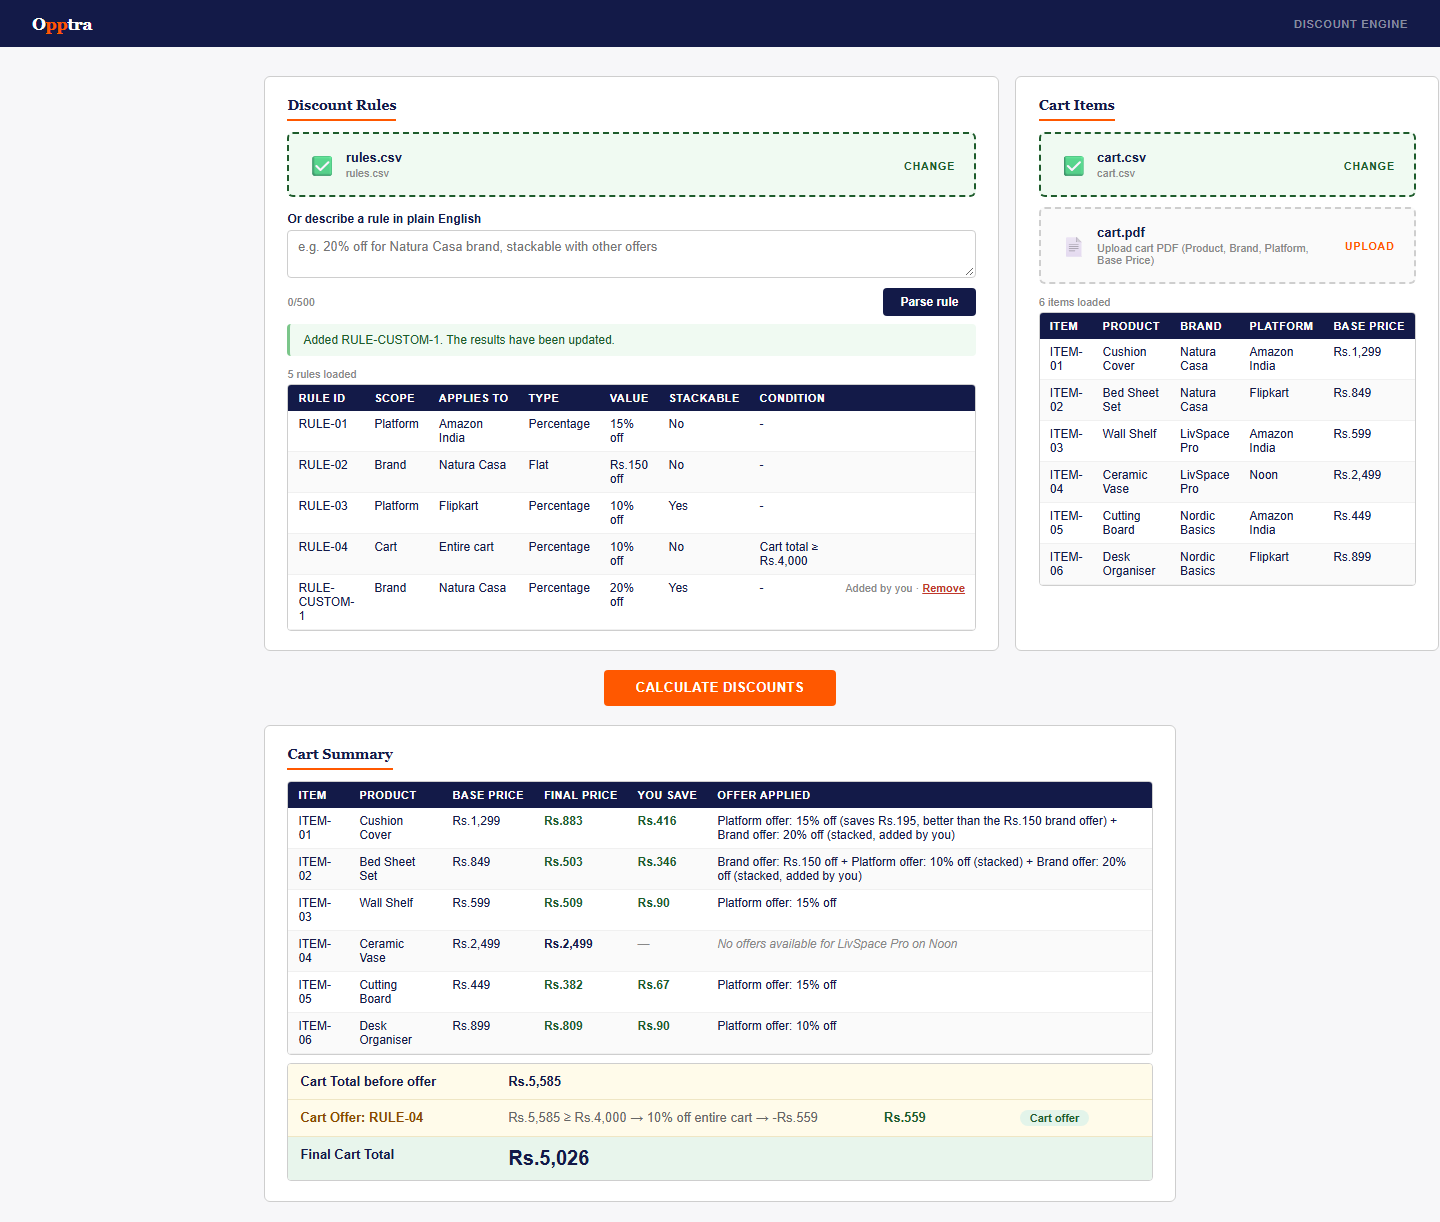 Opptra
DISCOUNT ENGINE
Discount Rules
rules.csv
rules.csv
CHANGE
Or describe a rule in plain English
e.g. 20% off for Natura Casa brand, stackable with other offers
0/500
Parse rule
Added RULE-CUSTOM-1. The results have been updated.
5 rules loaded
RULE ID SCOPE APPLIES TO TYPE VALUE STACKABLE CONDITION
RULE-01 Platform Amazon India Percentage 15% off No -
RULE-02 Brand Natura Casa Flat Rs.150 off No -
RULE-03 Platform Flipkart Percentage 10% off Yes -
RULE-04 Cart Entire cart Percentage 10% off No Cart total ≥ Rs.4,000
RULE-CUSTOM-1 Brand Natura Casa Percentage 20% off Yes - Added by you · Remove
Cart Items
cart.csv
cart.csv
CHANGE
cart.pdf
Upload cart PDF (Product, Brand, Platform,
Base Price)
UPLOAD
6 items loaded
ITEM PRODUCT BRAND PLATFORM BASE PRICE
ITEM-01 Cushion Cover Natura Casa Amazon India Rs.1,299
ITEM-02 Bed Sheet Set Natura Casa Flipkart Rs.849
ITEM-03 Wall Shelf LivSpace Pro Amazon India Rs.599
ITEM-04 Ceramic Vase LivSpace Pro Noon Rs.2,499
ITEM-05 Cutting Board Nordic Basics Amazon India Rs.449
ITEM-06 Desk Organiser Nordic Basics Flipkart Rs.899
CALCULATE DISCOUNTS
Cart Summary
ITEM PRODUCT BASE PRICE FINAL PRICE YOU SAVE OFFER APPLIED
ITEM-01 Cushion Cover Rs.1,299 Rs.883 Rs.416 Platform offer: 15% off (saves Rs.195, better than the Rs.150 brand offer) + Brand offer: 20% off (stacked, added by you)
ITEM-02 Bed Sheet Set Rs.849 Rs.503 Rs.346 Brand offer: Rs.150 off + Platform offer: 10% off (stacked) + Brand offer: 20% off (stacked, added by you)
ITEM-03 Wall Shelf Rs.599 Rs.509 Rs.90 Platform offer: 15% off
ITEM-04 Ceramic Vase Rs.2,499 Rs.2,499 — No offers available for LivSpace Pro on Noon
ITEM-05 Cutting Board Rs.449 Rs.382 Rs.67 Platform offer: 15% off
ITEM-06 Desk Organiser Rs.899 Rs.809 Rs.90 Platform offer: 10% off
Cart Total before offer Rs.5,585
Cart Offer: RULE-04 Rs.5,585 ≥ Rs.4,000 → 10% off entire cart → -Rs.559 Rs.559 Cart offer
Final Cart Total Rs.5,026